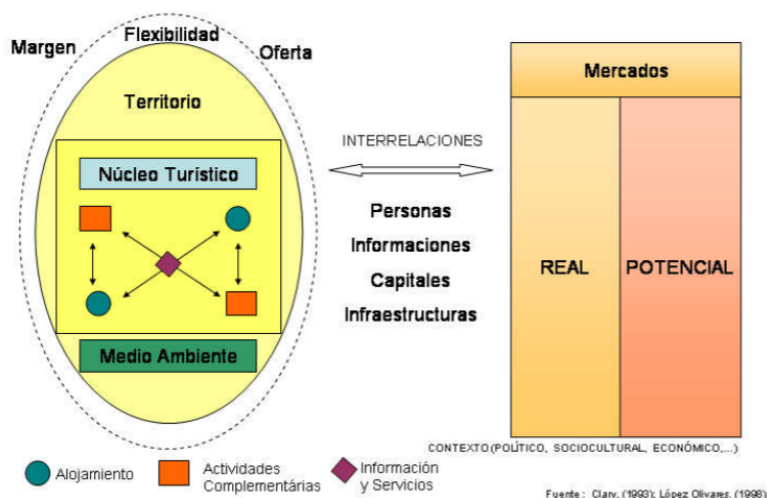 Margen
Flexibilidad
Oferta
Territorio
Núcleo Turístico
Medio Ambiente
INTERRELACIONES
Personas
Informaciones
Capitales
Infraestructuras
Mercados
REAL
POTENCIAL
CONTEXTO (POLÍTICO, SOCIOCULTURAL, ECONÓMICO,...)
Alojamiento
Actividades
Complementárias
Información
y Servicios
Fuente : Clary, (1993); López Olivares, (1998)